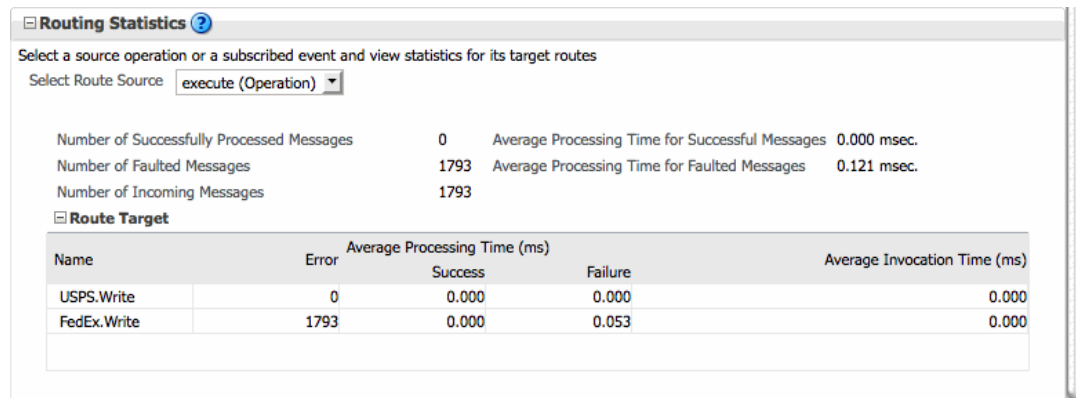 Routing Statistics ?
Select a source operation or a subscribed event and view statistics for its target routes
Select Route Source execute (Operation)
Number of Successfully Processed Messages 0 Average Processing Time for Successful Messages 0.000 msec.
Number of Faulted Messages 1793 Average Processing Time for Faulted Messages 0.121 msec.
Number of Incoming Messages 1793
Route Target
Name Error Average Processing Time (ms) Average Invocation Time (ms)
Success Failure
USPS.Write 0 0.000 0.000 0.000
FedEx.Write 1793 0.000 0.053 0.000